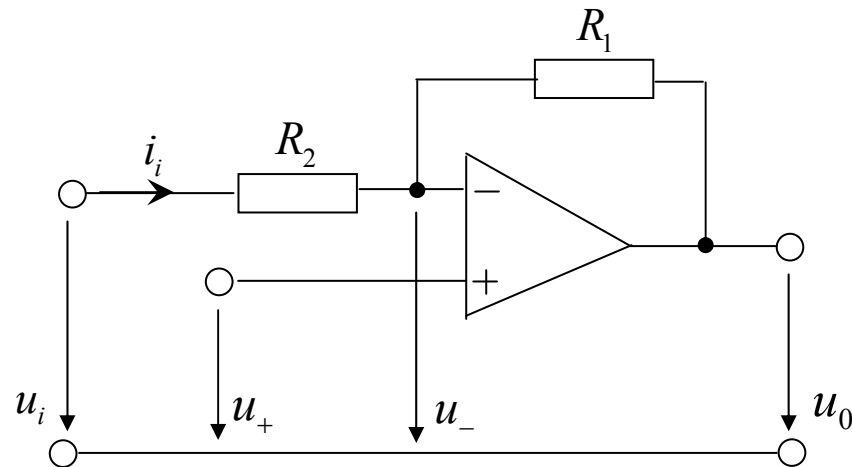 R₁
iᵢ
R₂
−
+
uᵢ
u₊
u₋
u₀